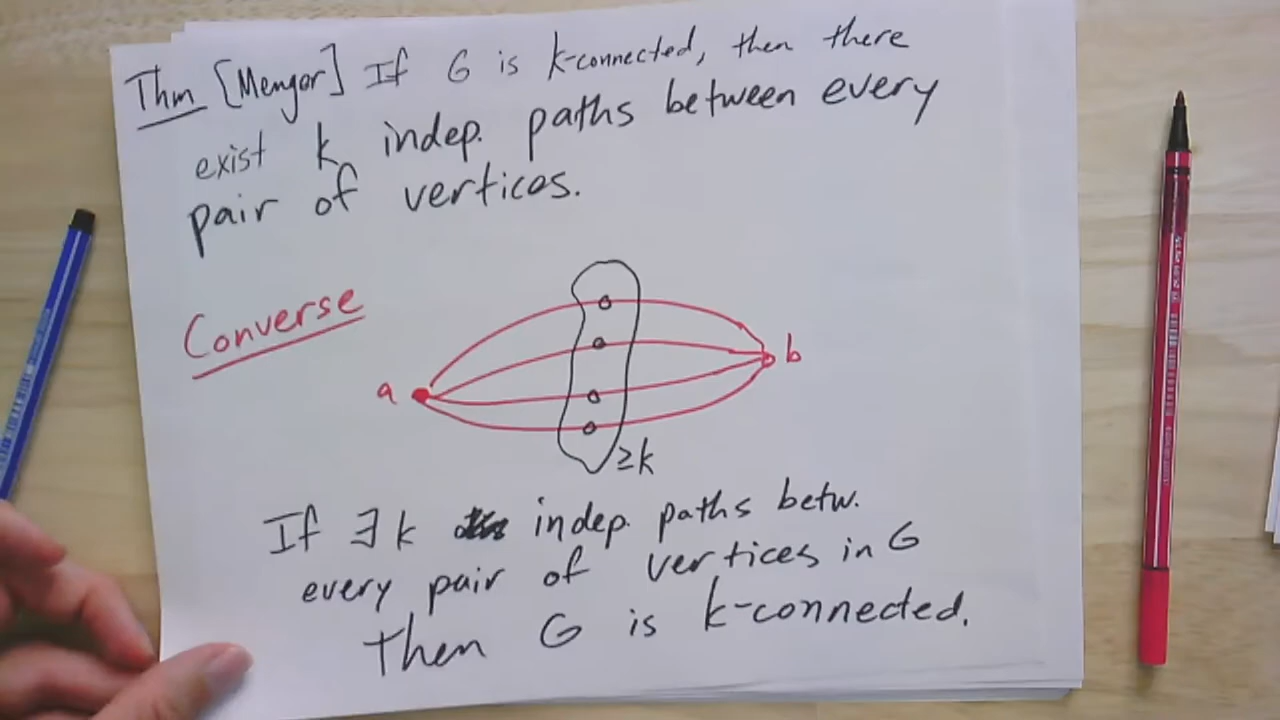 Thm [Menger] If G is k-connected, then there
exist k indep. paths between every
pair of vertices.
Converse
a
b
≥k
If ∃ k indep. paths betw.
every pair of vertices in G
then G is k-connected.